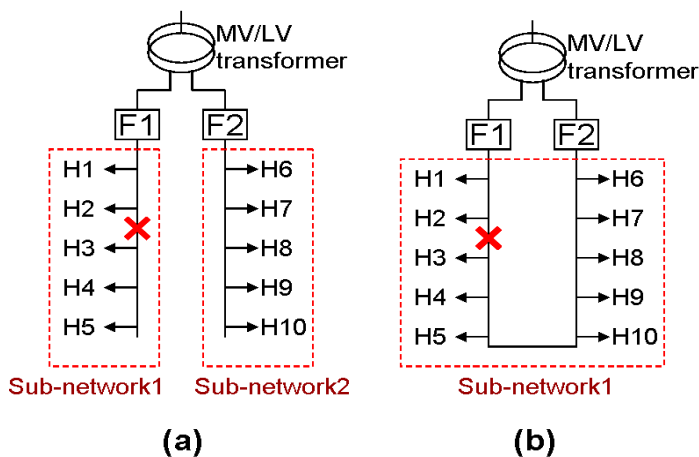 MV/LV
transformer
F1
F2
H1
H6
H2
H7
H3
H8
H4
H9
H5
H10
Sub-network1
Sub-network2
(a)
MV/LV
transformer
F1
F2
H1
H6
H2
H7
H3
H8
H4
H9
H5
H10
Sub-network1
(b)